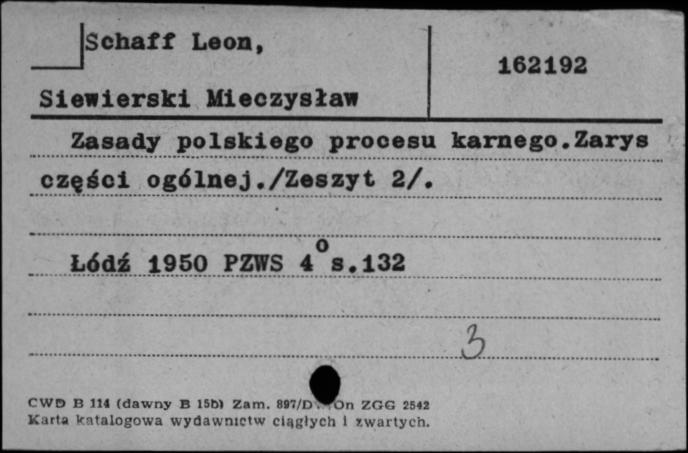 Schaff Leon,
162192
Siewierski Mieczysław
Zasady polskiego procesu karnego.Zarys
części ogólnej./Zeszyt 2/.
Łódź 1950 PZWS 4° s.132
3
CWD B 114 (dawny B 15b) Zam. 897/D On ZGG 2542
Karta katalogowa wydawnictw ciągłych i zwartych.